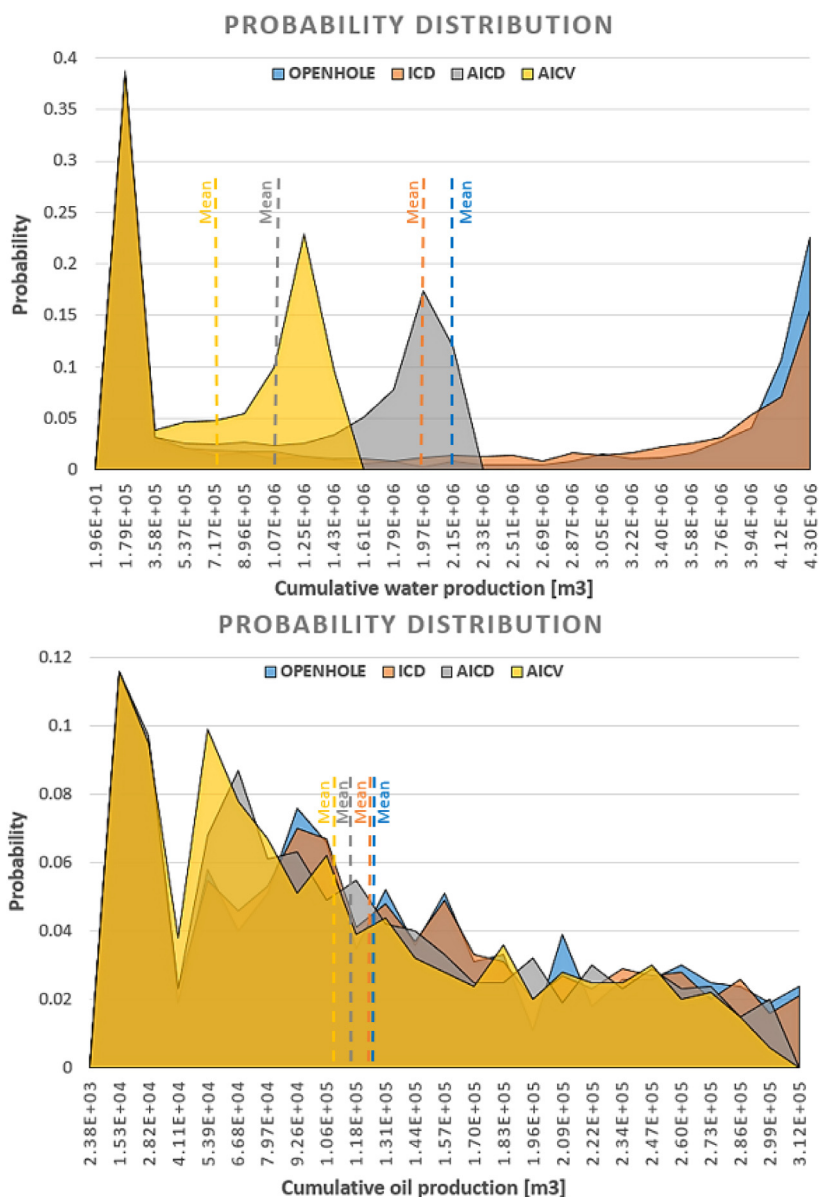 PROBABILITY DISTRIBUTION
OPENHOLE ICD AICD AICV
0.4
0.35
0.3
0.25
0.2
0.15
0.1
0.05
0
Probability
Mean Mean Mean Mean
1.96E+01 1.79E+05 3.58E+05 5.37E+05 7.17E+05 8.96E+05 1.07E+06 1.25E+06 1.43E+06 1.61E+06 1.79E+06 1.97E+06 2.15E+06 2.33E+06 2.51E+06 2.69E+06 2.87E+06 3.05E+06 3.22E+06 3.40E+06 3.58E+06 3.76E+06 3.94E+06 4.12E+06 4.30E+06
Cumulative water production [m3]
PROBABILITY DISTRIBUTION
OPENHOLE ICD AICD AICV
0.12
0.1
0.08
0.06
0.04
0.02
0
Probability
Mean Mean Mean Mean
2.38E+03 1.53E+04 2.82E+04 4.11E+04 5.39E+04 6.68E+04 7.97E+04 9.26E+04 1.06E+05 1.18E+05 1.31E+05 1.44E+05 1.57E+05 1.70E+05 1.83E+05 1.96E+05 2.09E+05 2.22E+05 2.34E+05 2.47E+05 2.60E+05 2.73E+05 2.86E+05 2.99E+05 3.12E+05
Cumulative oil production [m3]